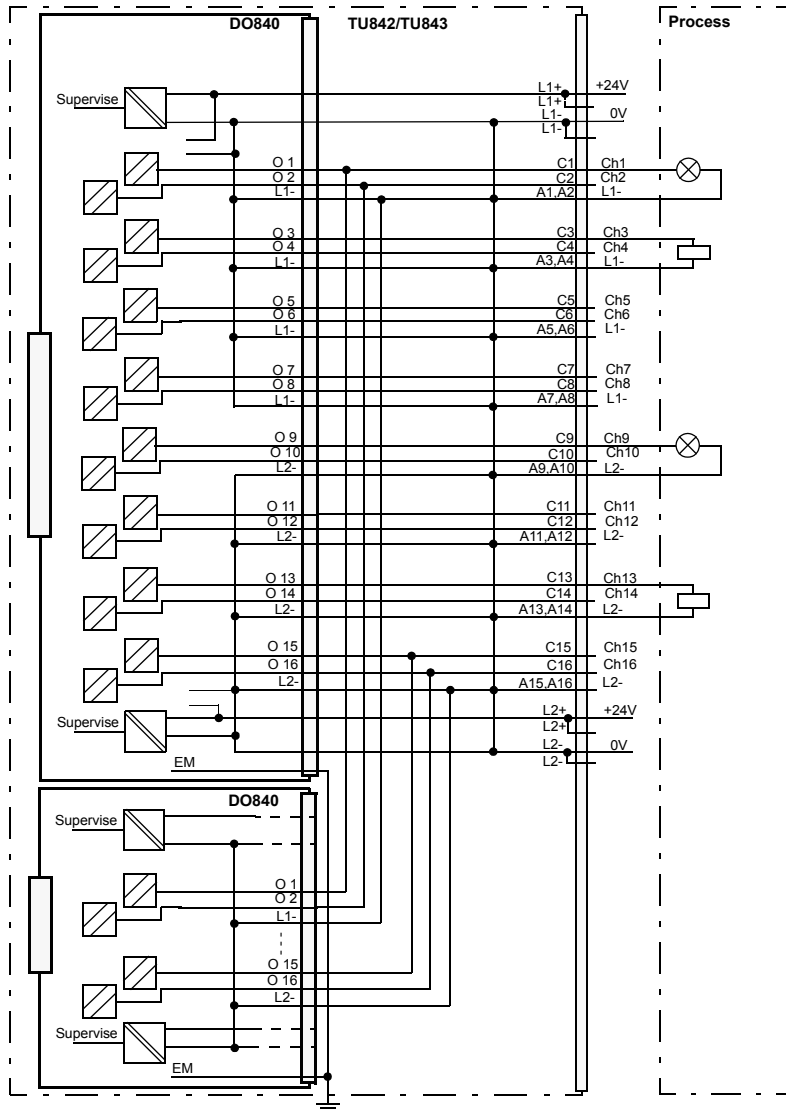 DO840 TU842/TU843 Process
L1+ +24V
Supervise L1+
L1- 0V
L1-
O 1 C1 Ch1
O 2 C2 Ch2
L1- A1,A2 L1-
O 3 C3 Ch3
O 4 C4 Ch4
L1- A3,A4 L1-
O 5 C5 Ch5
O 6 C6 Ch6
L1- A5,A6 L1-
O 7 C7 Ch7
O 8 C8 Ch8
L1- A7,A8 L1-
O 9 C9 Ch9
O 10 C10 Ch10
L2- A9,A10 L2-
O 11 C11 Ch11
O 12 C12 Ch12
L2- A11,A12 L2-
O 13 C13 Ch13
O 14 C14 Ch14
L2- A13,A14 L2-
O 15 C15 Ch15
O 16 C16 Ch16
L2- A15,A16 L2-
L2+ +24V
Supervise L2+
L2- 0V
L2-
EM
DO840
Supervise
O 1
O 2
L1-
O 15
O 16
L2-
Supervise
EM